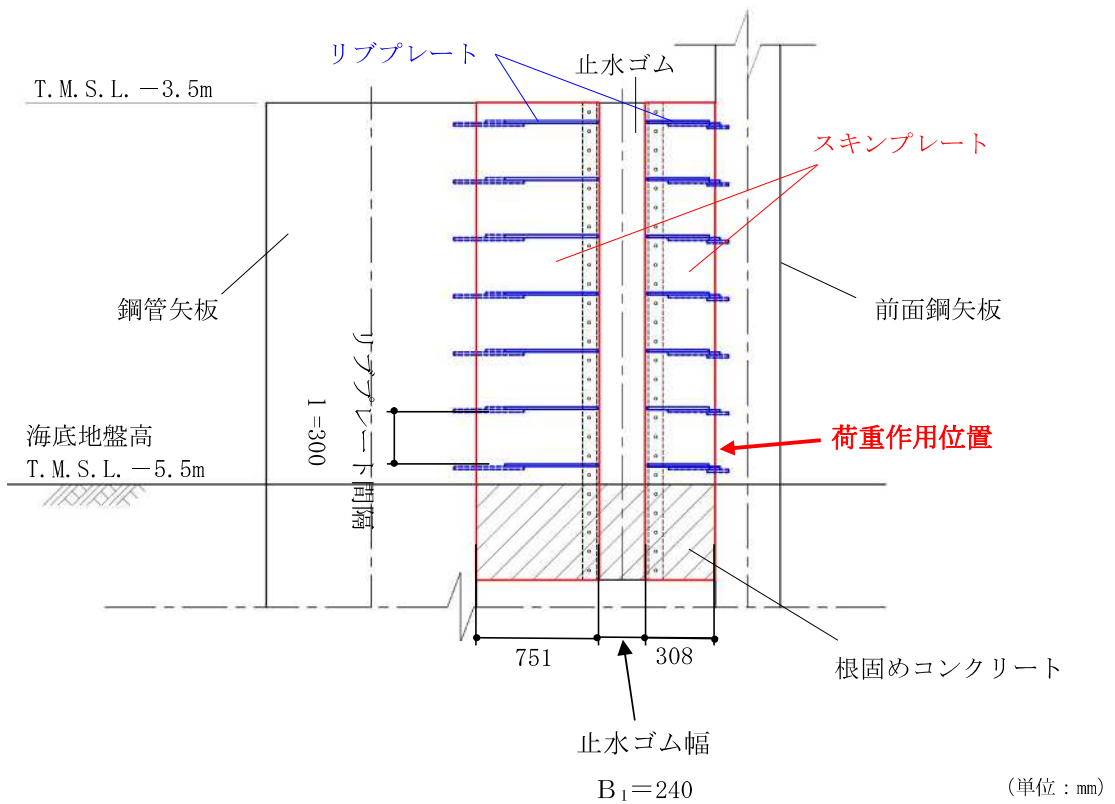 リブプレート
止水ゴム
T.M.S.L.－3.5m
スキンプレート
鋼管矢板
前面鋼矢板
リブプレート間隔
l=300
荷重作用位置
海底地盤高
T.M.S.L.－5.5m
751
308
根固めコンクリート
止水ゴム幅
B₁＝240
(単位：mm)